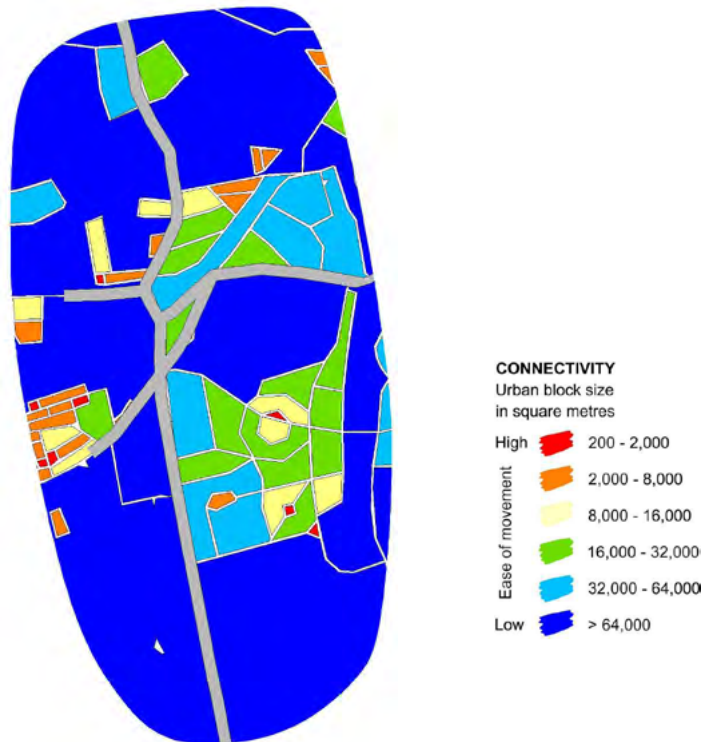 CONNECTIVITY
Urban block size
in square metres
High 200 - 2,000
2,000 - 8,000
8,000 - 16,000
16,000 - 32,000
32,000 - 64,000
Low > 64,000
Ease of movement